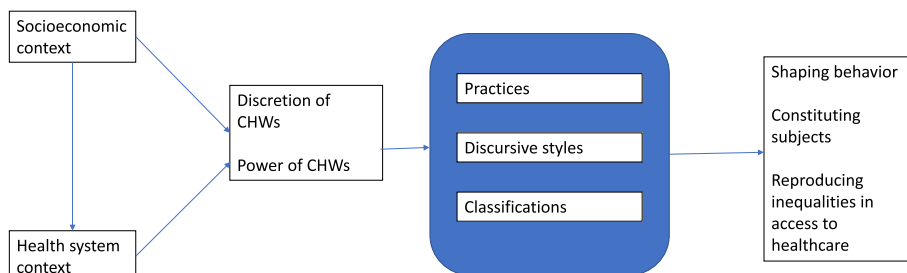 Socioeconomic
context
Health system
context
Discretion of
CHWs
Power of CHWs
Practices
Discursive styles
Classifications
Shaping behavior
Constituting
subjects
Reproducing
inequalities in
access to
healthcare